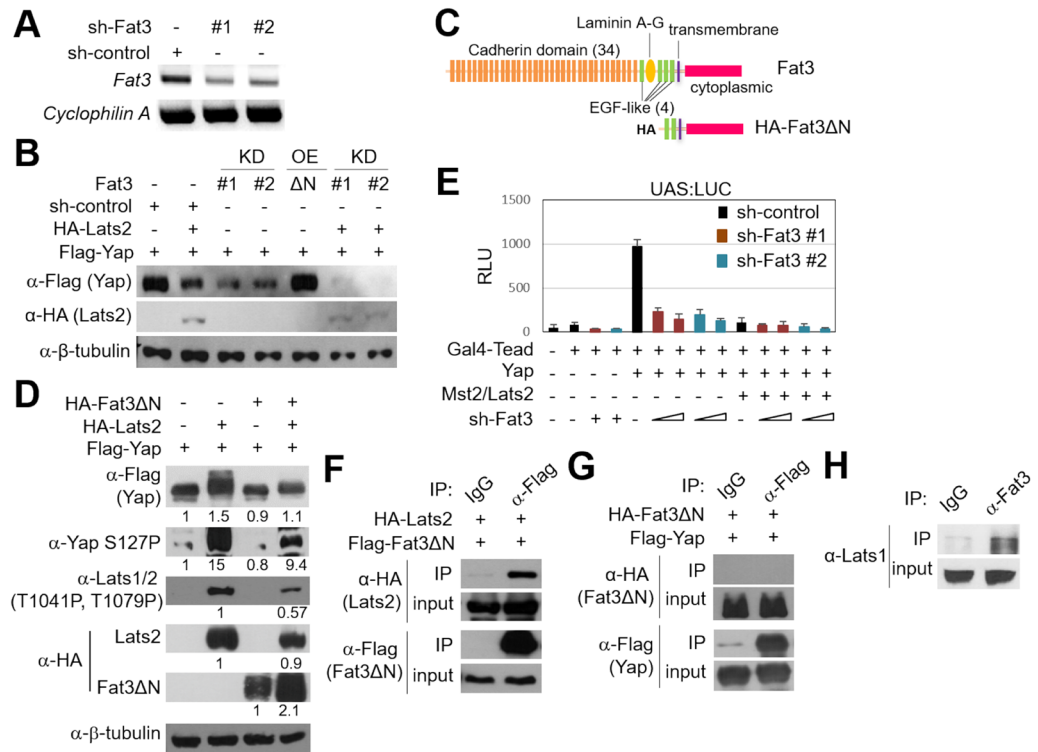 A
sh-Fat3 - #1 #2
sh-control + - -
Fat3
Cyclophilin A
B
KD OE KD
Fat3 - - #1 #2 ΔN #1 #2
sh-control + + - - - - -
HA-Lats2 - + - - - + +
Flag-Yap + + + + + + +
α-Flag (Yap)
α-HA (Lats2)
α-β-tubulin
C
Laminin A-G
transmembrane
Cadherin domain (34)
Fat3
cytoplasmic
EGF-like (4)
HA
HA-Fat3ΔN
D
HA-Fat3ΔN - - + +
HA-Lats2 - + - +
Flag-Yap + + + +
α-Flag
(Yap)
1 1.5 0.9 1.1
α-Yap S127P
1 15 0.8 9.4
α-Lats1/2
(T1041P, T1079P)
1 0.57
Lats2
1 0.9
α-HA
Fat3ΔN
1 2.1
α-β-tubulin
E
UAS:LUC
RLU
1500
1000
500
0
sh-control
sh-Fat3 #1
sh-Fat3 #2
Gal4-Tead - + + + + + + + + + + + + +
Yap - - - - + + + + + + + + + +
Mst2/Lats2 - - - - - - - - - + + + + +
sh-Fat3 - - + + - -
F
IP: IgG α-Flag
HA-Lats2 + +
Flag-Fat3ΔN + +
α-HA
(Lats2)
IP
input
α-Flag
(Fat3ΔN)
IP
input
G
IP: IgG α-Flag
HA-Fat3ΔN + +
Flag-Yap + +
α-HA
(Fat3ΔN)
IP
input
α-Flag
(Yap)
IP
input
H
IP: IgG α-Fat3
α-Lats1
IP
input